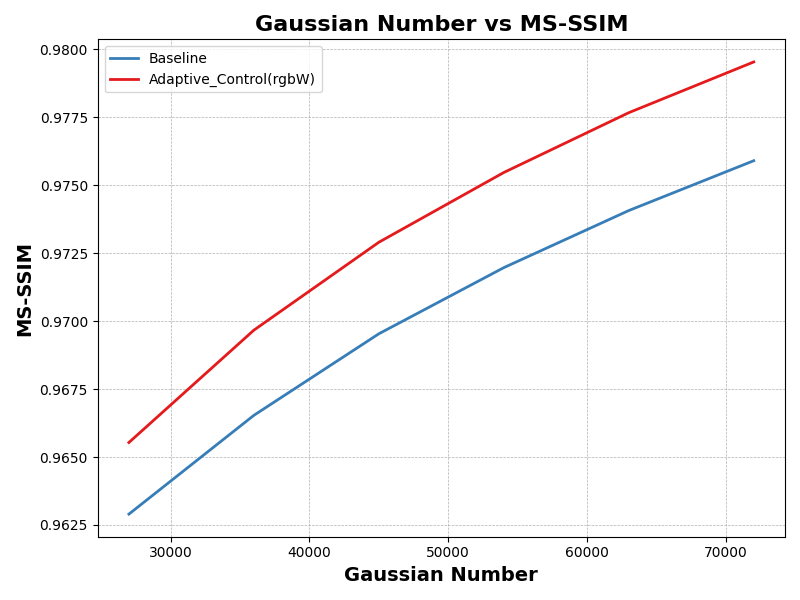 Gaussian Number vs MS-SSIM
Baseline
Adaptive_Control(rgbW)
MS-SSIM
0.9800
0.9775
0.9750
0.9725
0.9700
0.9675
0.9650
0.9625
30000 40000 50000 60000 70000
Gaussian Number